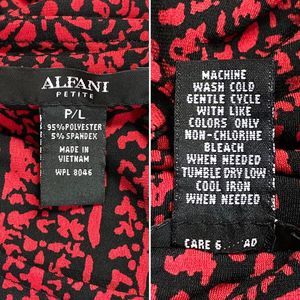 ALFANI
PETITE
P/L
95% POLYESTER
5% SPANDEX
MADE IN
VIETNAM
WPL 8046
MACHINE
WASH COLD
GENTLE CYCLE
WITH LIKE
COLORS ONLY
NON-CHLORINE
BLEACH
WHEN NEEDED
TUMBLE DRY LOW
COOL IRON
WHEN NEEDED
CARE